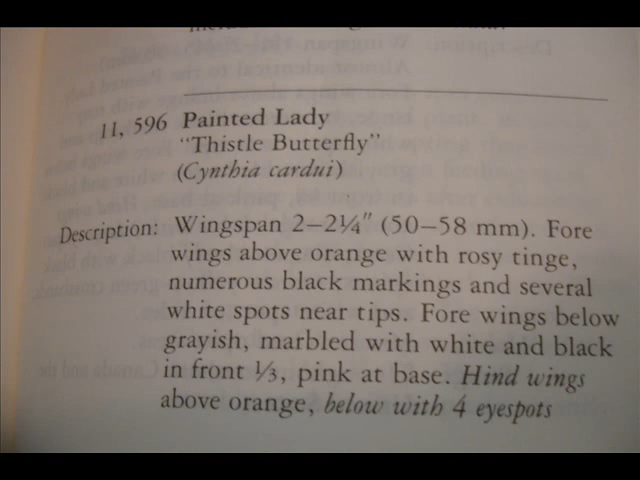 11, 596 Painted Lady
"Thistle Butterfly"
(Cynthia cardui)
Description: Wingspan 2–2¼" (50–58 mm). Fore
wings above orange with rosy tinge,
numerous black markings and several
white spots near tips. Fore wings below
grayish, marbled with white and black
in front ⅓, pink at base. Hind wings
above orange, below with 4 eyespots